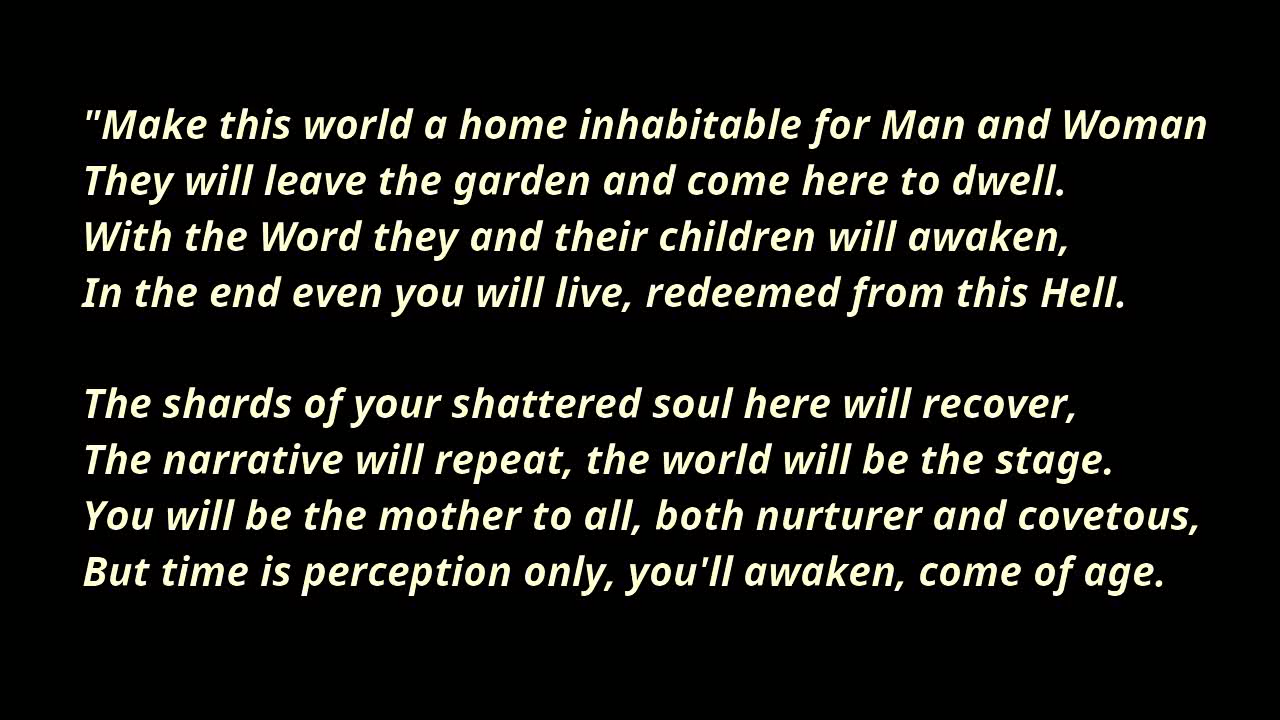 "Make this world a home inhabitable for Man and Woman
They will leave the garden and come here to dwell.
With the Word they and their children will awaken,
In the end even you will live, redeemed from this Hell.
The shards of your shattered soul here will recover,
The narrative will repeat, the world will be the stage.
You will be the mother to all, both nurturer and covetous,
But time is perception only, you'll awaken, come of age.